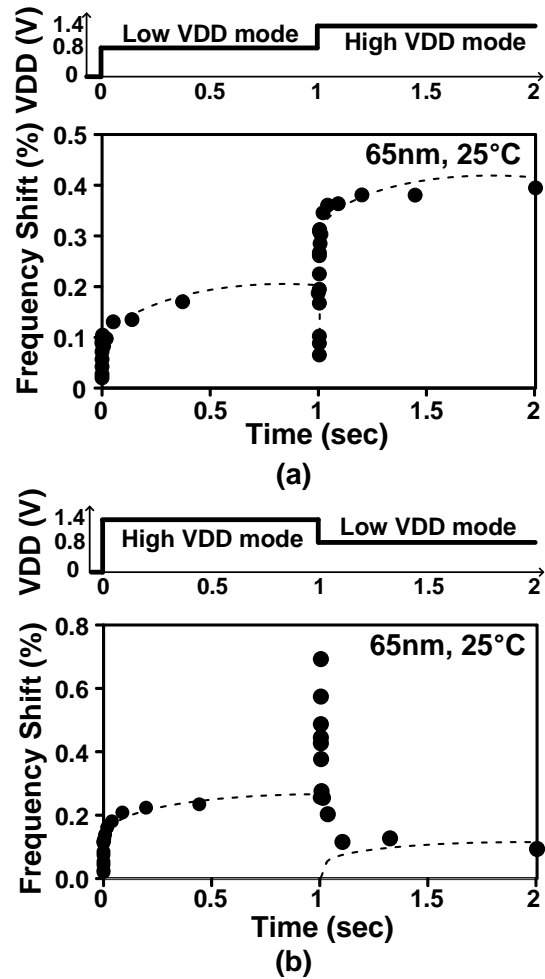 VDD (V)
1.4
0.8
0
Low VDD mode
High VDD mode
0 0.5 1 1.5 2
Frequency Shift (%)
0.5
0.4
0.3
0.2
0.1
0
65nm, 25°C
0 0.5 1 1.5 2
Time (sec)
(a)
VDD (V)
1.4
0.8
0
High VDD mode
Low VDD mode
0 0.5 1 1.5 2
Frequency Shift (%)
0.8
0.6
0.4
0.2
0.0
65nm, 25°C
0 0.5 1 1.5 2
Time (sec)
(b)